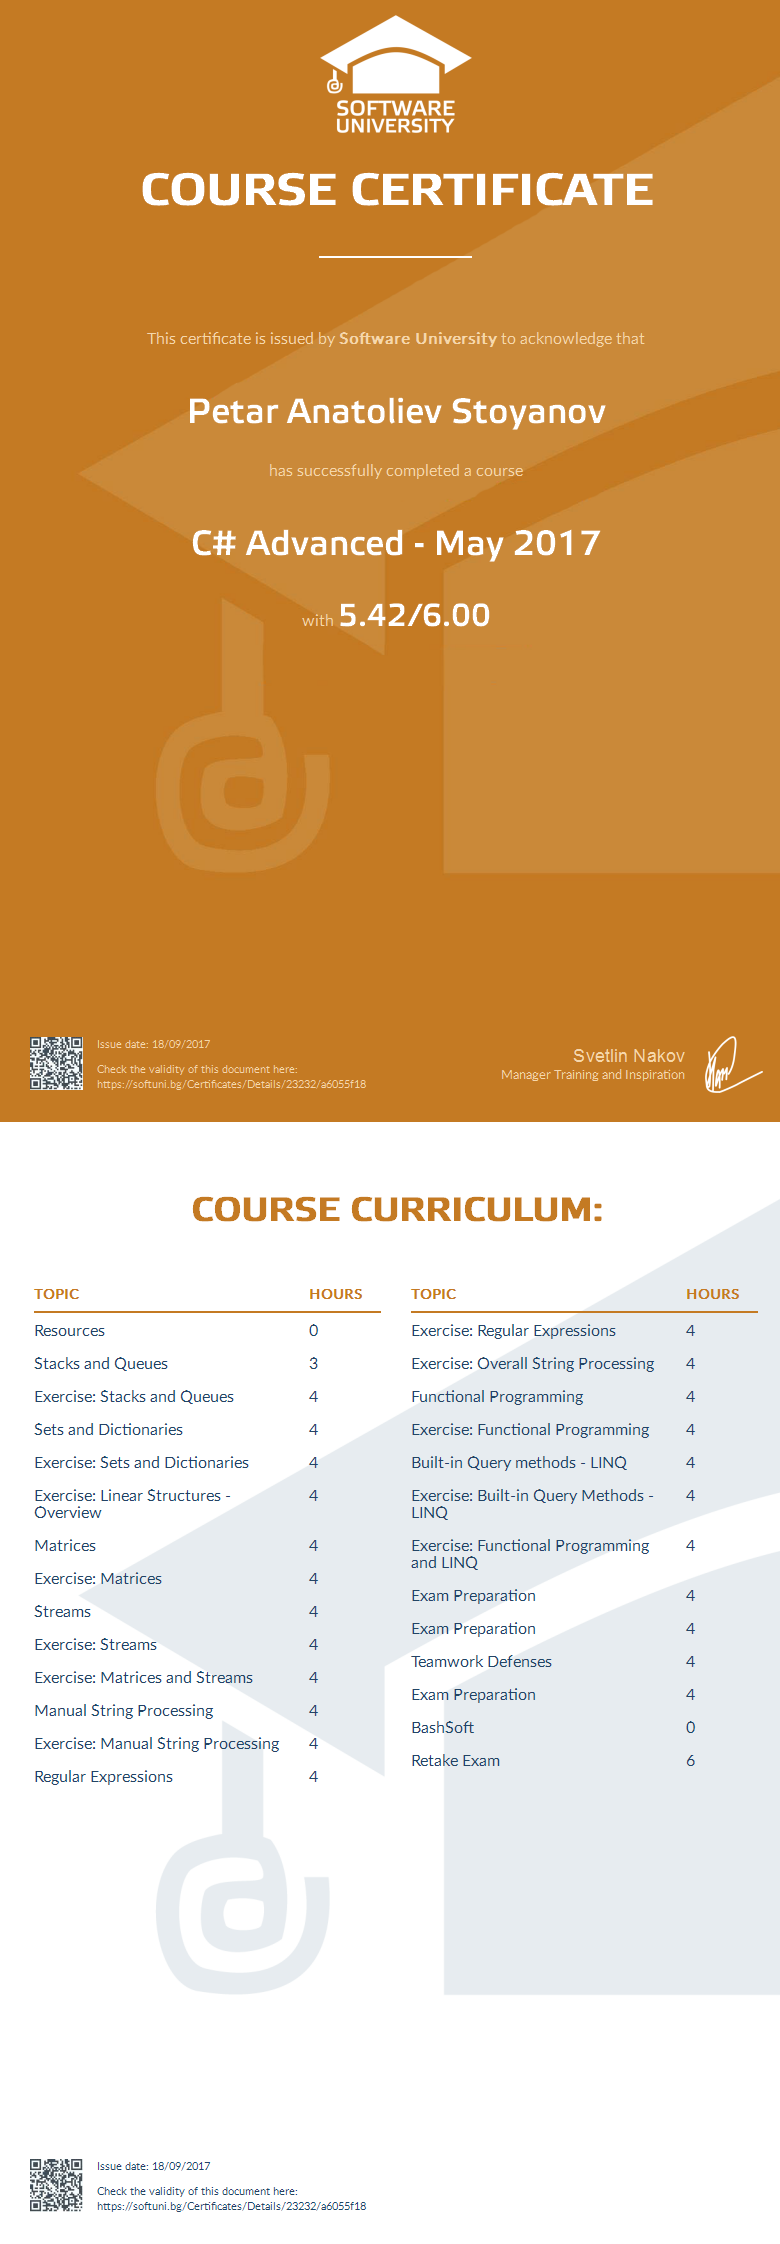 SOFTWARE
UNIVERSITY
COURSE CERTIFICATE
This certificate is issued by Software University to acknowledge that
Petar Anatoliev Stoyanov
has successfully completed a course
C# Advanced - May 2017
with 5.42/6.00
Issue date: 18/09/2017
Check the validity of this document here:
https://softuni.bg/Certificates/Details/23232/a6055f18
Svetlin Nakov
Manager Training and Inspiration
COURSE CURRICULUM:
TOPIC HOURS
Resources 0
Stacks and Queues 3
Exercise: Stacks and Queues 4
Sets and Dictionaries 4
Exercise: Sets and Dictionaries 4
Exercise: Linear Structures - 4
Overview
Matrices 4
Exercise: Matrices 4
Streams 4
Exercise: Streams 4
Exercise: Matrices and Streams 4
Manual String Processing 4
Exercise: Manual String Processing 4
Regular Expressions 4
TOPIC HOURS
Exercise: Regular Expressions 4
Exercise: Overall String Processing 4
Functional Programming 4
Exercise: Functional Programming 4
Built-in Query methods - LINQ 4
Exercise: Built-in Query Methods - 4
LINQ
Exercise: Functional Programming 4
and LINQ
Exam Preparation 4
Exam Preparation 4
Teamwork Defenses 4
Exam Preparation 4
BashSoft 0
Retake Exam 6
Issue date: 18/09/2017
Check the validity of this document here:
https://softuni.bg/Certificates/Details/23232/a6055f18